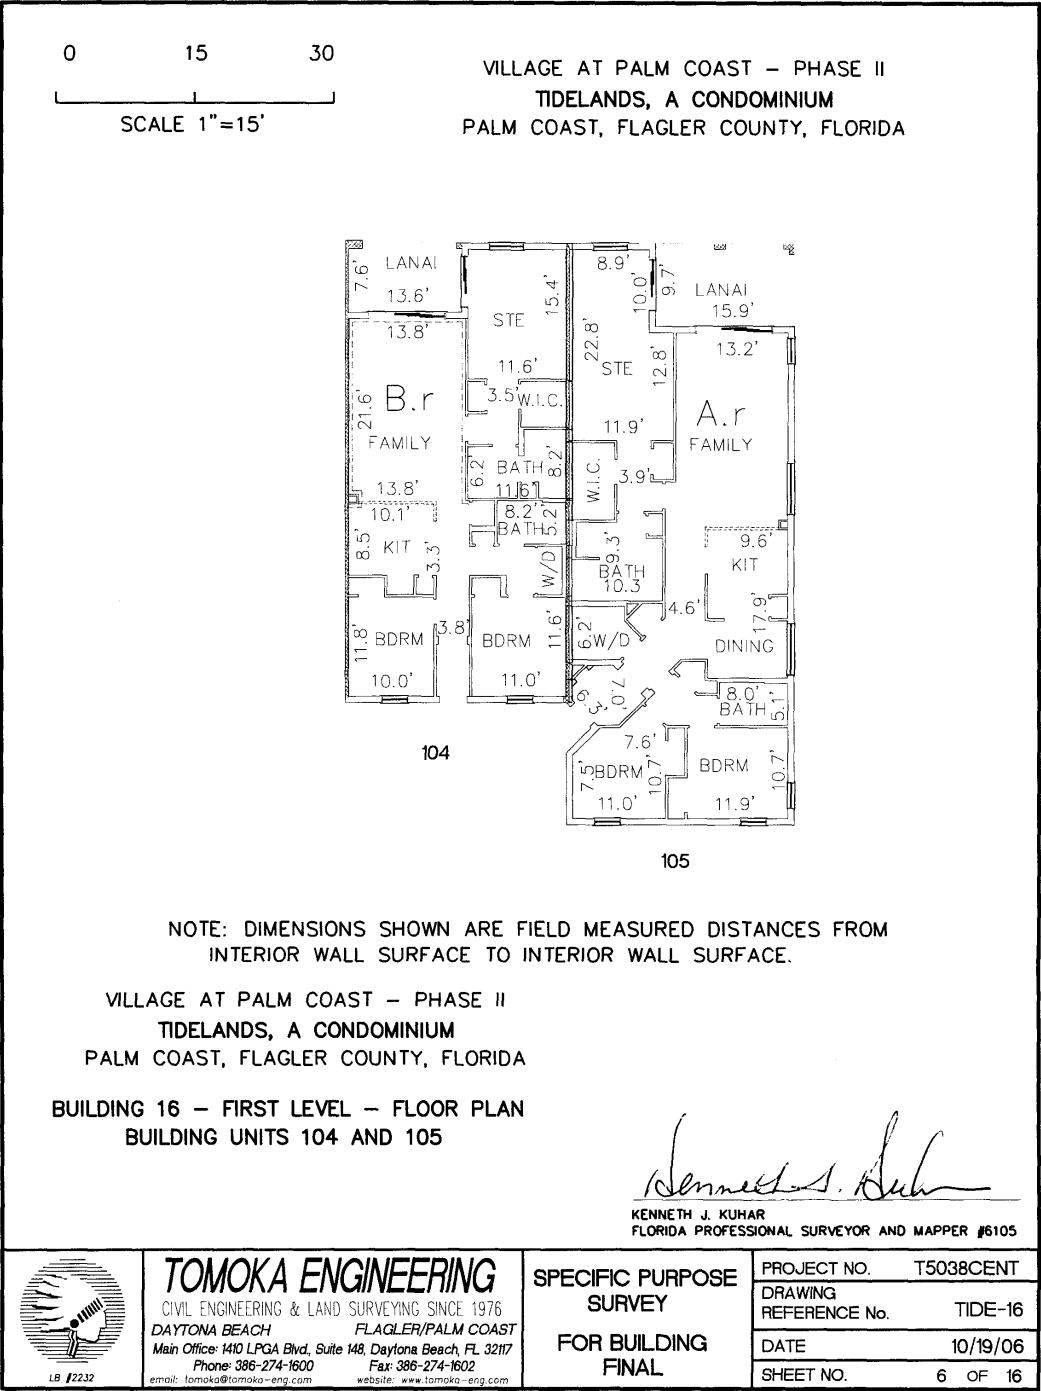 0 15 30
SCALE 1"=15'
VILLAGE AT PALM COAST – PHASE II
TIDELANDS, A CONDOMINIUM
PALM COAST, FLAGLER COUNTY, FLORIDA
7.6'
LANAI
13.6'
13.8'
B.r
21.6'
FAMILY
13.8'
10.1'
8.5'
KIT
3.3'
11.8'
BDRM
10.0'
3.8'
STE
15.4'
11.6'
3.5'
W.I.C.
6.2'
BATH
8.2'
11.6'
8.2'
BATH
5.2'
W/D
BDRM
11.6'
11.0'
104
8.9'
10.0'
22.8'
STE
12.8'
11.9'
9.7'
LANAI
15.9'
13.2'
A.r
FAMILY
W.I.C.
3.9'
9.3'
BATH
10.3
9.6'
KIT
4.6'
17.9'
DINING
6.2'
W/D
6.3'
7.0'
8.0'
BATH
5.1'
7.6'
7.5'
BDRM
10.7'
11.0'
BDRM
10.7'
11.9'
105
NOTE: DIMENSIONS SHOWN ARE FIELD MEASURED DISTANCES FROM
INTERIOR WALL SURFACE TO INTERIOR WALL SURFACE.
VILLAGE AT PALM COAST – PHASE II
TIDELANDS, A CONDOMINIUM
PALM COAST, FLAGLER COUNTY, FLORIDA
BUILDING 16 – FIRST LEVEL – FLOOR PLAN
BUILDING UNITS 104 AND 105
KENNETH J. KUHAR
FLORIDA PROFESSIONAL SURVEYOR AND MAPPER #6105
LB #2232
TOMOKA ENGINEERING
CIVIL ENGINEERING & LAND SURVEYING SINCE 1976
DAYTONA BEACH FLAGLER/PALM COAST
Main Office: 1410 LPGA Blvd., Suite 148, Daytona Beach, FL 32117
Phone: 386-274-1600 Fax: 386-274-1602
email: tomoka@tomoka-eng.com website: www.tomoka-eng.com
SPECIFIC PURPOSE
SURVEY
FOR BUILDING
FINAL
PROJECT NO. T5038CENT
DRAWING
REFERENCE No. TIDE-16
DATE 10/19/06
SHEET NO. 6 OF 16